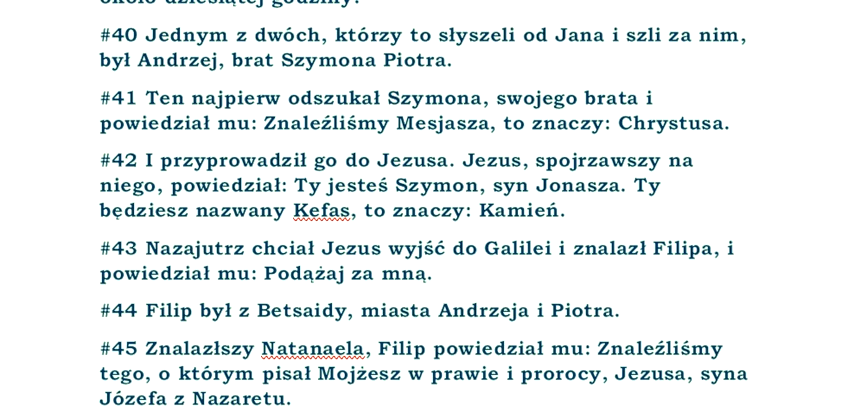 około dziesiątej godziny.
#40 Jednym z dwóch, którzy to słyszeli od Jana i szli za nim,
był Andrzej, brat Szymona Piotra.
#41 Ten najpierw odszukał Szymona, swojego brata i
powiedział mu: Znaleźliśmy Mesjasza, to znaczy: Chrystusa.
#42 I przyprowadził go do Jezusa. Jezus, spojrzawszy na
niego, powiedział: Ty jesteś Szymon, syn Jonasza. Ty
będziesz nazwany Kefas, to znaczy: Kamień.
#43 Nazajutrz chciał Jezus wyjść do Galilei i znalazł Filipa, i
powiedział mu: Podążaj za mną.
#44 Filip był z Betsaidy, miasta Andrzeja i Piotra.
#45 Znalazłszy Natanaela, Filip powiedział mu: Znaleźliśmy
tego, o którym pisał Mojżesz w prawie i prorocy, Jezusa, syna
Józefa z Nazaretu.